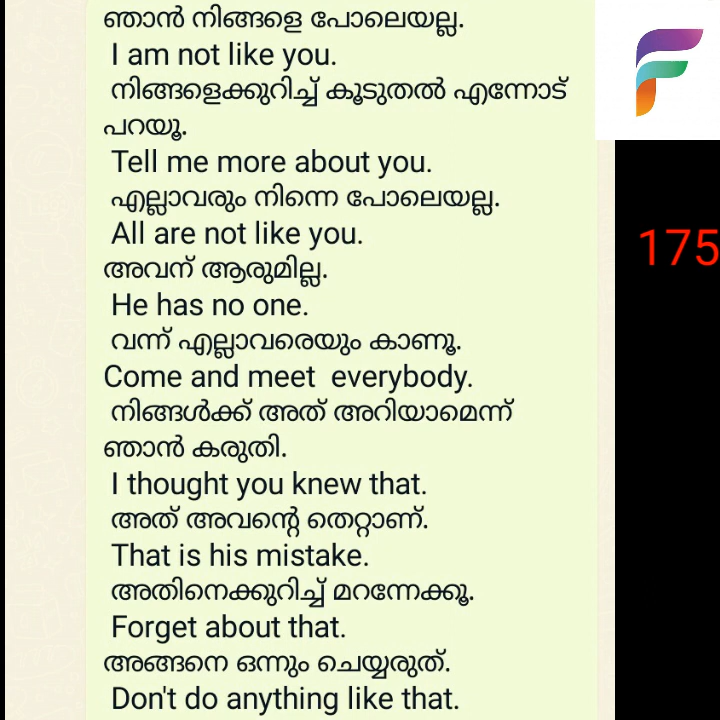 ഞാൻ നിങ്ങളെ പോലെയല്ല.
I am not like you.
നിങ്ങളെക്കുറിച്ച് കൂടുതൽ എന്നോട്
പറയൂ.
Tell me more about you.
എല്ലാവരും നിന്നെ പോലെയല്ല.
All are not like you.
അവന് ആരുമില്ല.
He has no one.
വന്ന് എല്ലാവരെയും കാണൂ.
Come and meet  everybody.
നിങ്ങൾക്ക് അത് അറിയാമെന്ന്
ഞാൻ കരുതി.
I thought you knew that.
അത് അവന്റെ തെറ്റാണ്.
That is his mistake.
അതിനെക്കുറിച്ച് മറന്നേക്കൂ.
Forget about that.
അങ്ങനെ ഒന്നും ചെയ്യരുത്.
Don't do anything like that.
F
175